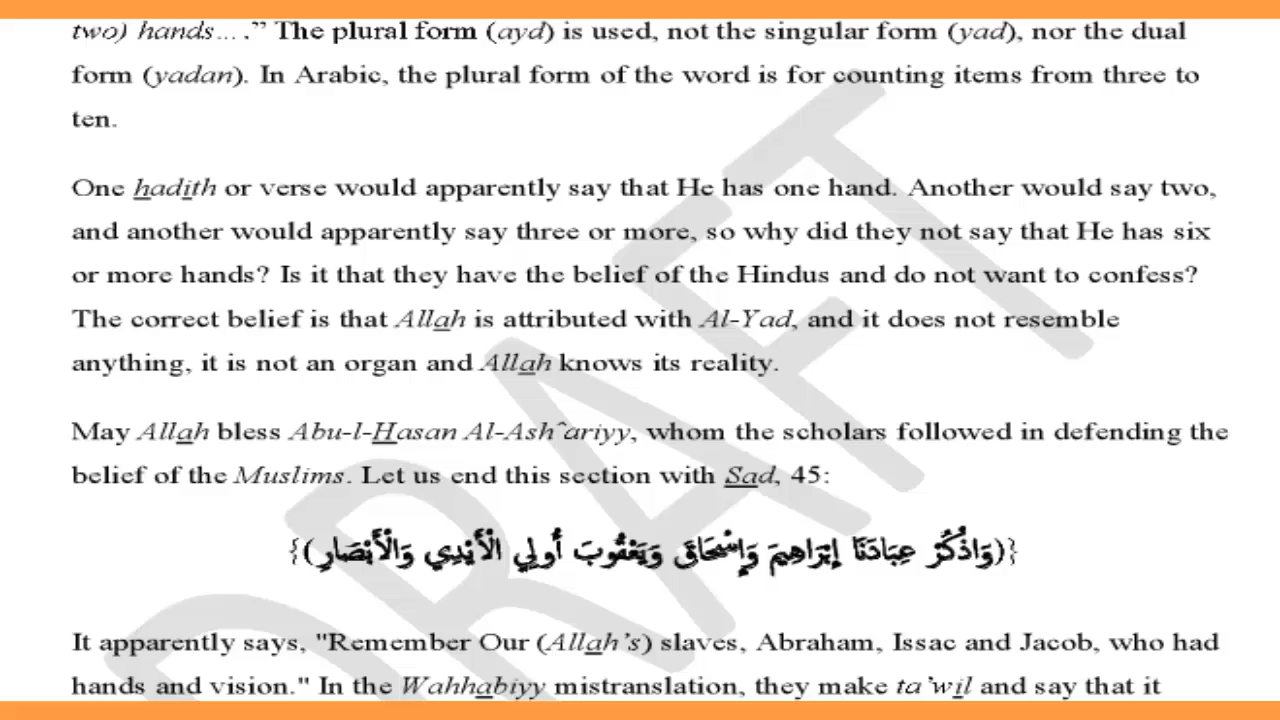 two) hands... .” The plural form (ayd) is used, not the singular form (yad), nor the dual
form (yadan). In Arabic, the plural form of the word is for counting items from three to
ten.
One hadith or verse would apparently say that He has one hand. Another would say two,
and another would apparently say three or more, so why did they not say that He has six
or more hands? Is it that they have the belief of the Hindus and do not want to confess?
The correct belief is that Allah is attributed with Al-Yad, and it does not resemble
anything, it is not an organ and Allah knows its reality.
May Allah bless Abu-l-Hasan Al-Ash^ariyy, whom the scholars followed in defending the
belief of the Muslims. Let us end this section with Sad, 45:
{(وَاذْكُرْ عِبَادَنَا إِبْرَاهِيمَ وَإِسْحَاقَ وَيَعْقُوبَ أُولِي الْأَيْدِي وَالْأَبْصَارِ)}
It apparently says, "Remember Our (Allah’s) slaves, Abraham, Issac and Jacob, who had
hands and vision." In the Wahhabiyy mistranslation, they make ta’wil and say that it
DRAFT